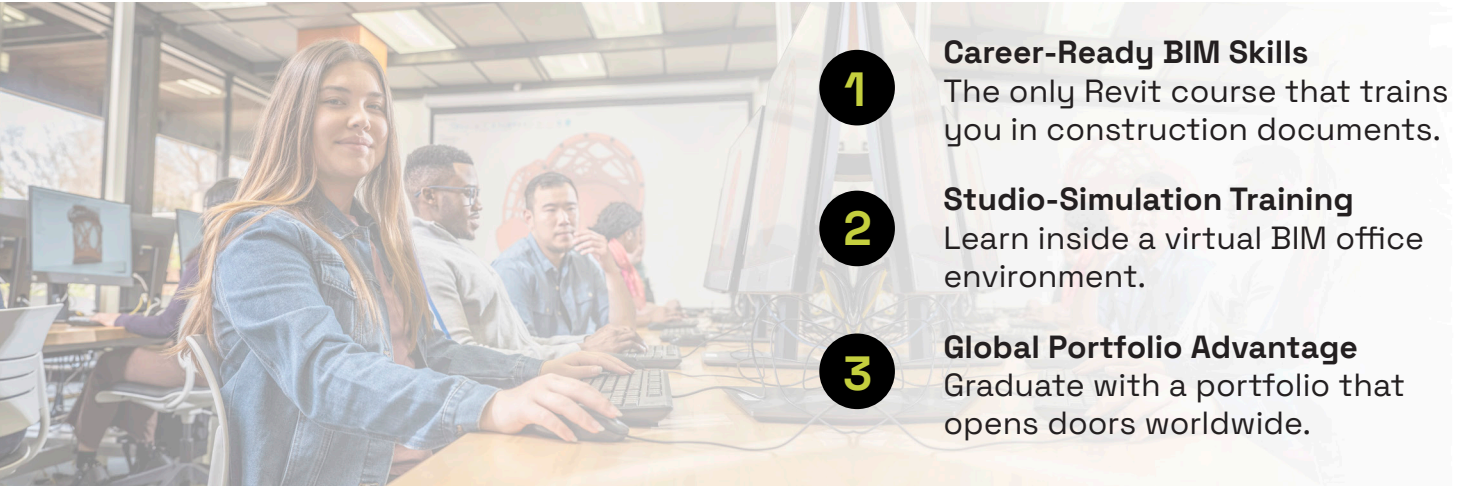 1
Career-Ready BIM Skills
The only Revit course that trains
you in construction documents.
2
Studio-Simulation Training
Learn inside a virtual BIM office
environment.
3
Global Portfolio Advantage
Graduate with a portfolio that
opens doors worldwide.